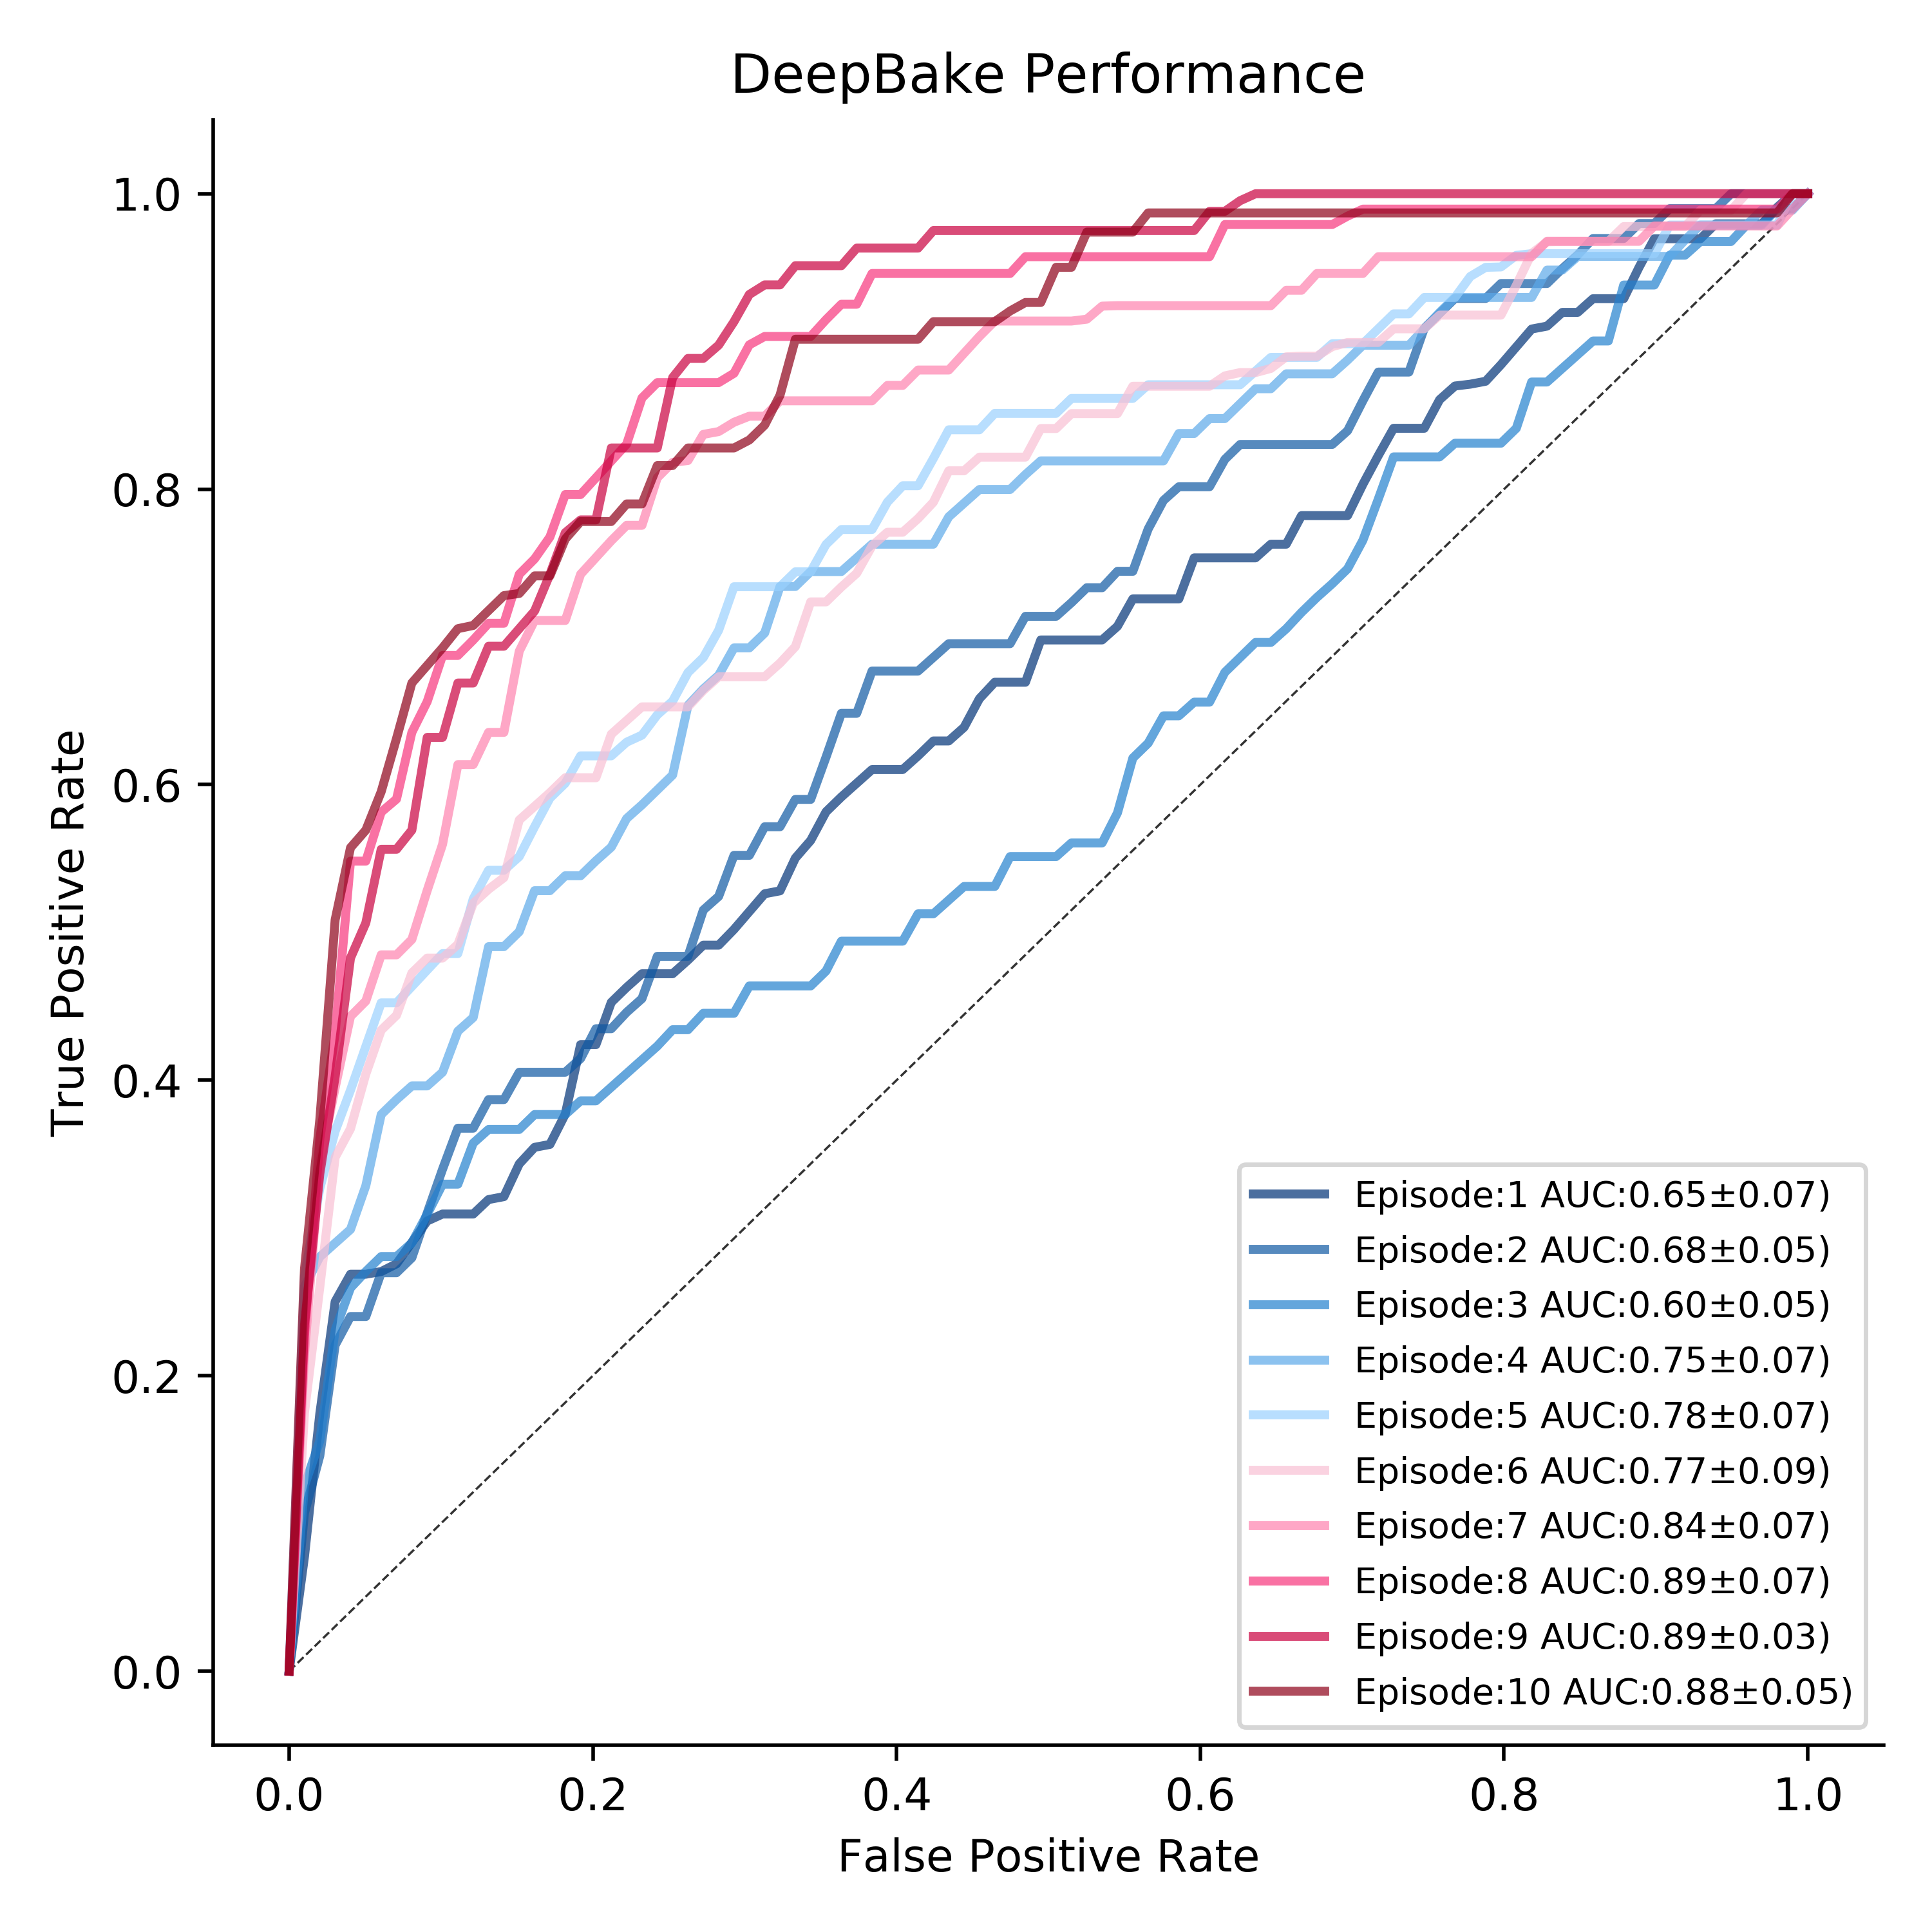 DeepBake Performance
True Positive Rate
1.0
0.8
0.6
0.4
0.2
0.0
Episode:1 AUC:0.65±0.07)
Episode:2 AUC:0.68±0.05)
Episode:3 AUC:0.60±0.05)
Episode:4 AUC:0.75±0.07)
Episode:5 AUC:0.78±0.07)
Episode:6 AUC:0.77±0.09)
Episode:7 AUC:0.84±0.07)
Episode:8 AUC:0.89±0.07)
Episode:9 AUC:0.89±0.03)
Episode:10 AUC:0.88±0.05)
0.0 0.2 0.4 0.6 0.8 1.0
False Positive Rate